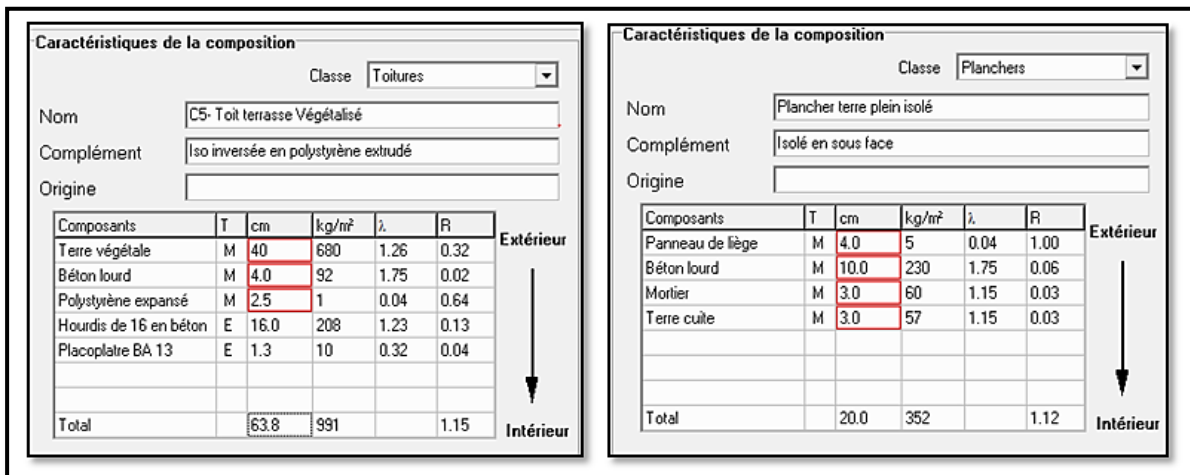 Caractéristiques de la composition
Classe Toitures
Nom C5- Toit terrasse Végétalisé
Complément Iso inversée en polystyrène extrudé
Origine
Composants T cm kg/m² λ R
Terre végétale M 40 680 1.26 0.32
Béton lourd M 4.0 92 1.75 0.02
Polystyrène expansé M 2.5 1 0.04 0.64
Hourdis de 16 en béton E 16.0 208 1.23 0.13
Placoplatre BA 13 E 1.3 10 0.32 0.04
Total 63.8 991 1.15
Extérieur
Intérieur
Caractéristiques de la composition
Classe Planchers
Nom Plancher terre plein isolé
Complément Isolé en sous face
Origine
Composants T cm kg/m² λ R
Panneau de liège M 4.0 5 0.04 1.00
Béton lourd M 10.0 230 1.75 0.06
Mortier M 3.0 60 1.15 0.03
Terre cuite M 3.0 57 1.15 0.03
Total 20.0 352 1.12
Extérieur
Intérieur